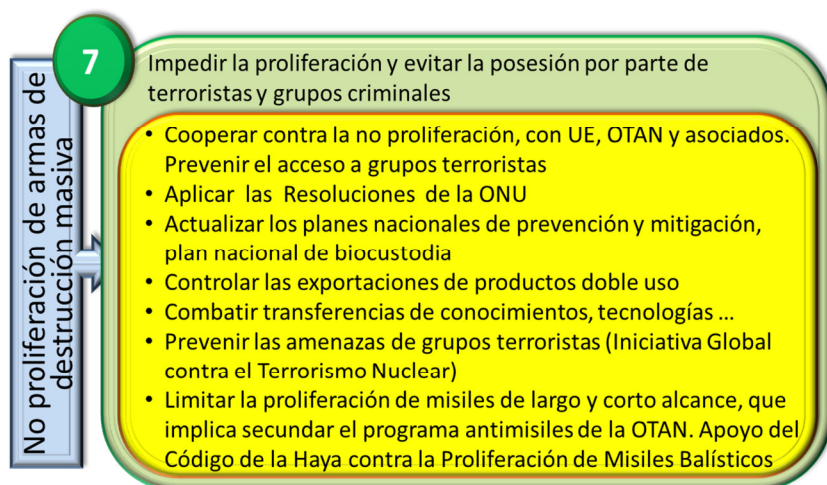 7
No proliferación de armas de
destrucción masiva
Impedir la proliferación y evitar la posesión por parte de
terroristas y grupos criminales
• Cooperar contra la no proliferación, con UE, OTAN y asociados.
Prevenir el acceso a grupos terroristas
• Aplicar las Resoluciones de la ONU
• Actualizar los planes nacionales de prevención y mitigación,
plan nacional de biocustodia
• Controlar las exportaciones de productos doble uso
• Combatir transferencias de conocimientos, tecnologías ...
• Prevenir las amenazas de grupos terroristas (Iniciativa Global
contra el Terrorismo Nuclear)
• Limitar la proliferación de misiles de largo y corto alcance, que
implica secundar el programa antimisiles de la OTAN. Apoyo del
Código de la Haya contra la Proliferación de Misiles Balísticos